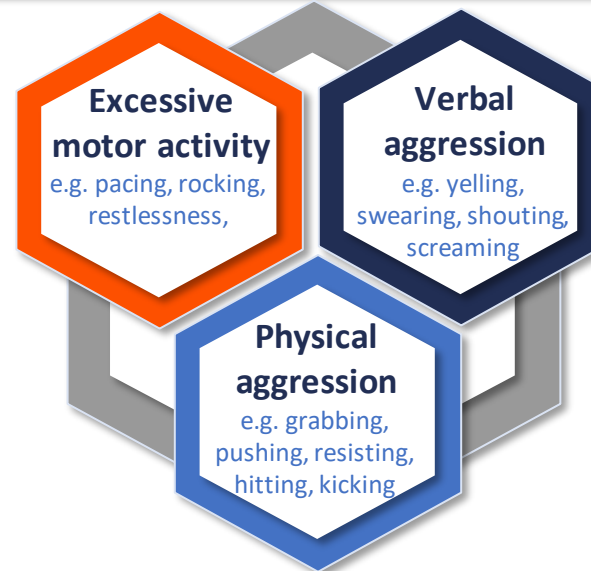 Excessive
motor activity
e.g. pacing, rocking,
restlessness,
Verbal
aggression
e.g. yelling,
swearing, shouting,
screaming
Physical
aggression
e.g. grabbing,
pushing, resisting,
hitting, kicking